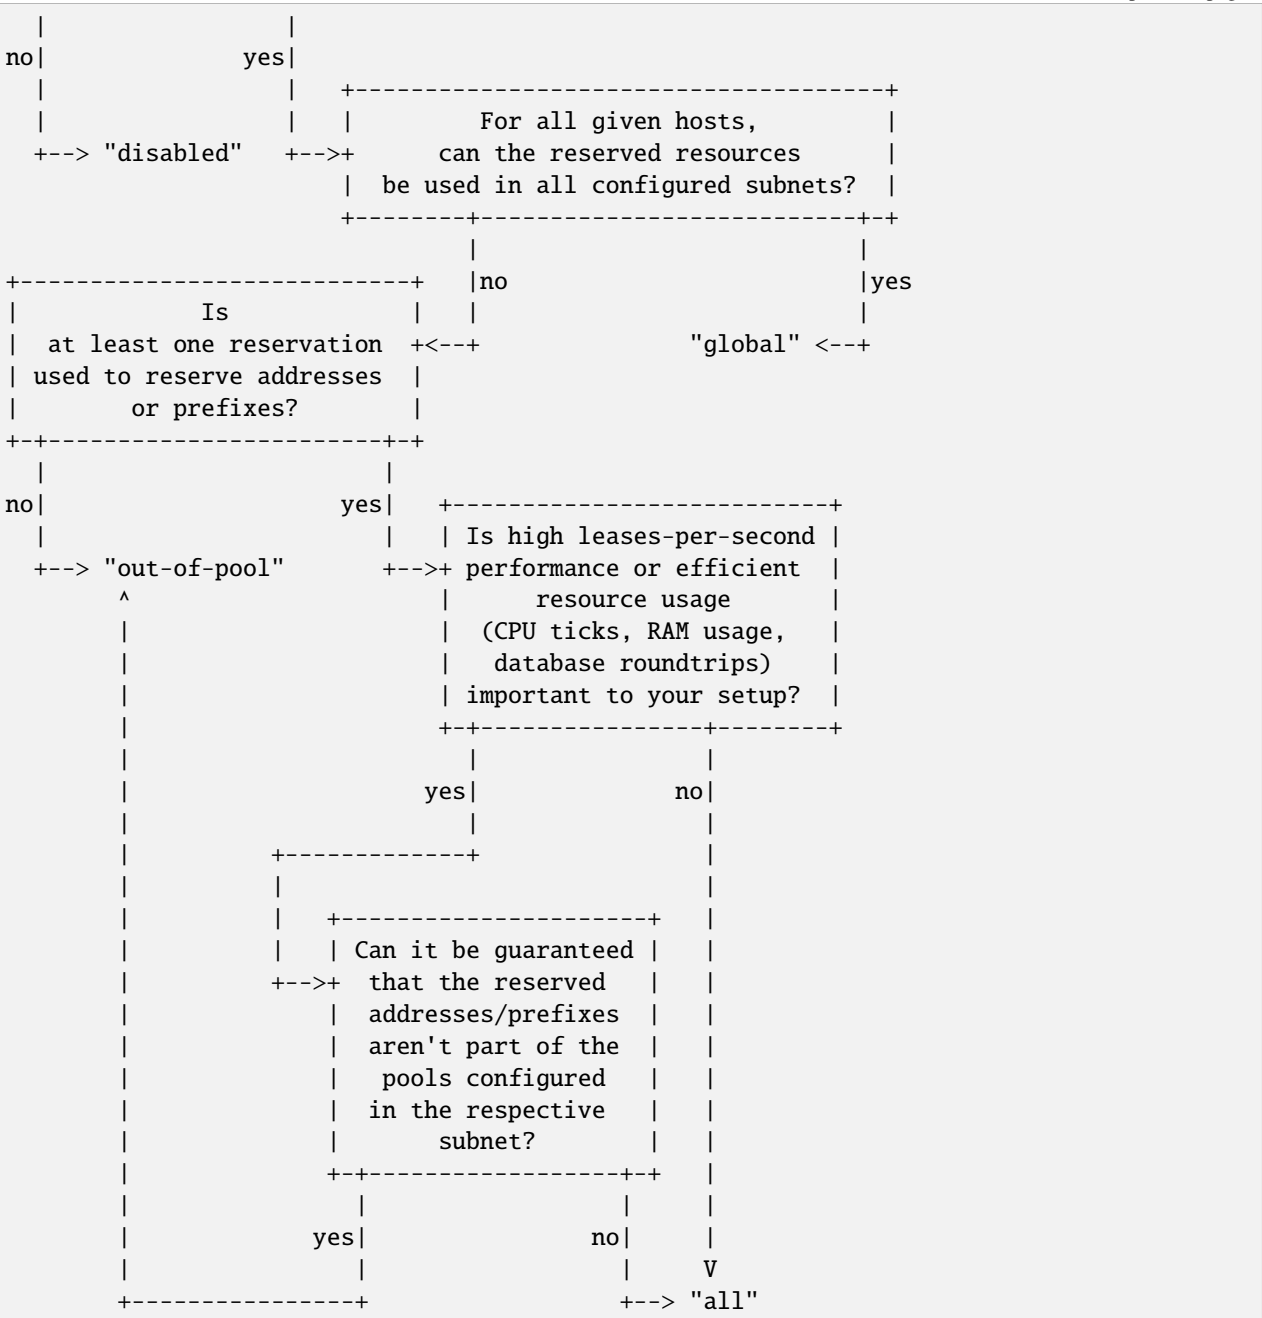 |                 |
no|              yes|
  |                 |   +--------------------------------------+
  |                 |   |         For all given hosts,         |
  +--> "disabled"   +-->+      can the reserved resources      |
                        |  be used in all configured subnets?  |
                        +--------+---------------------------+-+
                                 |                           |
+----------------------------+   |no                         |yes
|             Is             |   |                           |
|  at least one reservation  +<--+               "global" <--+
| used to reserve addresses  |
|        or prefixes?        |
+-+------------------------+-+
  |                        |
no|                     yes|   +---------------------------+
  |                        |   | Is high leases-per-second |
  +--> "out-of-pool"       +-->+ performance or efficient  |
        ^                      |      resource usage       |
        |                      |  (CPU ticks, RAM usage,   |
        |                      |   database roundtrips)    |
        |                      | important to your setup?  |
        |                      +-+----------------+--------+
        |                        |                |
        |                     yes|              no|
        |                        |                |
        |          +-------------+                |
        |          |                              |
        |          |   +----------------------+   |
        |          |   | Can it be guaranteed |   |
        |          +-->+  that the reserved   |   |
        |              |  addresses/prefixes  |   |
        |              |  aren't part of the  |   |
        |              |   pools configured   |   |
        |              |  in the respective   |   |
        |              |       subnet?        |   |
        |              +-+------------------+-+   |
        |                |                  |     |
        |             yes|                no|     |
        |                |                  |     V
        +----------------+                  +--> "all"